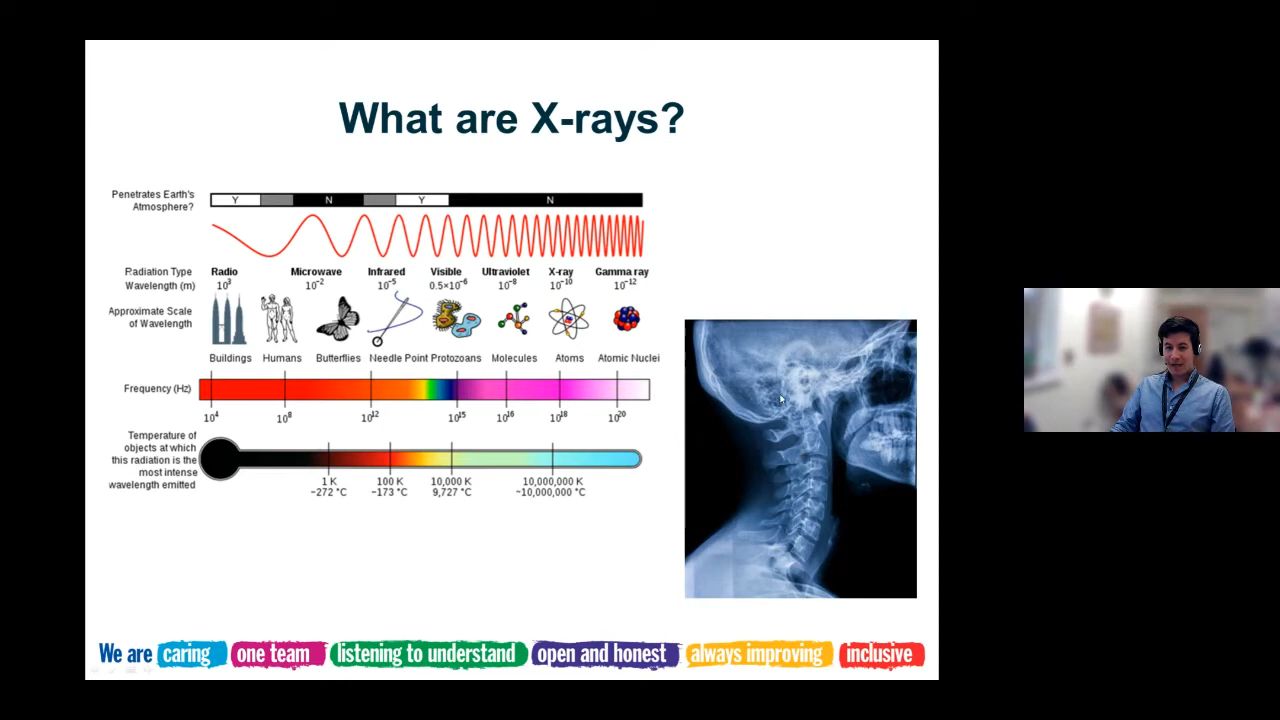 What are X-rays?
Penetrates Earth's
Atmosphere?
Y N Y N
Radiation Type Radio Microwave Infrared Visible Ultraviolet X-ray Gamma ray
Wavelength (m) 10³ 10⁻² 10⁻⁵ 0.5×10⁻⁶ 10⁻⁸ 10⁻¹⁰ 10⁻¹²
Approximate Scale
of Wavelength
Buildings Humans Butterflies Needle Point Protozoans Molecules Atoms Atomic Nuclei
Frequency (Hz)
10⁴ 10⁸ 10¹² 10¹⁵ 10¹⁶ 10¹⁸ 10²⁰
Temperature of
objects at which
this radiation is the
most intense
wavelength emitted
1 K 100 K 10,000 K 10,000,000 K
−272 °C −173 °C 9,727 °C ~10,000,000 °C
We are caring one team listening to understand open and honest always improving inclusive